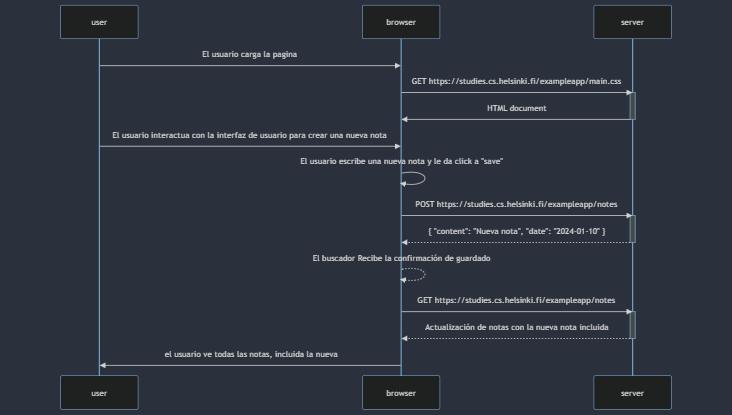 user browser server
El usuario carga la pagina
GET https://studies.cs.helsinki.fi/exampleapp/main.css
HTML document
El usuario interactua con la interfaz de usuario para crear una nueva nota
El usuario escribe una nueva nota y le da click a "save"
POST https://studies.cs.helsinki.fi/exampleapp/notes
{ "content": "Nueva nota", "date": "2024-01-10" }
El buscador Recibe la confirmación de guardado
GET https://studies.cs.helsinki.fi/exampleapp/notes
Actualización de notas con la nueva nota incluida
el usuario ve todas las notas, incluida la nueva
user browser server